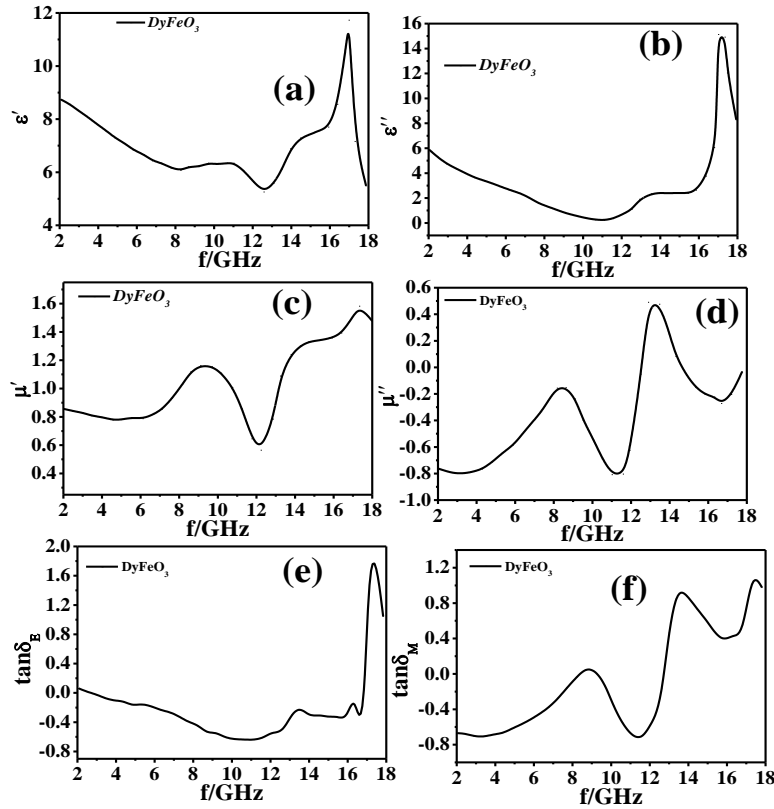 DyFeO3
(a)
ε′
12
10
8
6
4
2 4 6 8 10 12 14 16 18
f/GHz
DyFeO3
(b)
ε′′
16
14
12
10
8
6
4
2
0
2 4 6 8 10 12 14 16 18
f/GHz
DyFeO3
(c)
μ′
1.6
1.4
1.2
1.0
0.8
0.6
0.4
2 4 6 8 10 12 14 16 18
f/GHz
DyFeO3
(d)
μ′′
0.6
0.4
0.2
0.0
-0.2
-0.4
-0.6
-0.8
-1.0
2 4 6 8 10 12 14 16 18
f/GHz
DyFeO3
(e)
tanδE
2.0
1.6
1.2
0.8
0.4
0.0
-0.4
-0.8
2 4 6 8 10 12 14 16 18
f/GHz
DyFeO3
(f)
tanδM
1.2
0.8
0.4
0.0
-0.4
-0.8
2 4 6 8 10 12 14 16 18
f/GHz